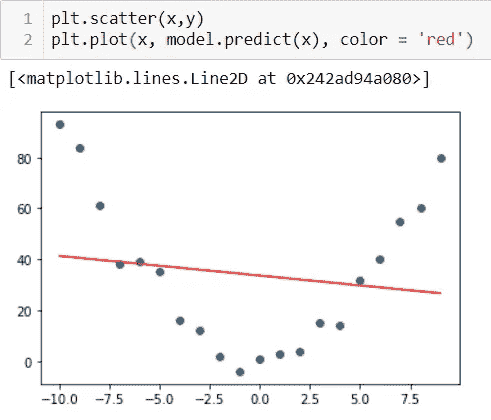 1 plt.scatter(x,y)
2 plt.plot(x, model.predict(x), color = 'red')
[<matplotlib.lines.Line2D at 0x242ad94a080>]
80
60
40
20
0
−10.0 −7.5 −5.0 −2.5 0.0 2.5 5.0 7.5